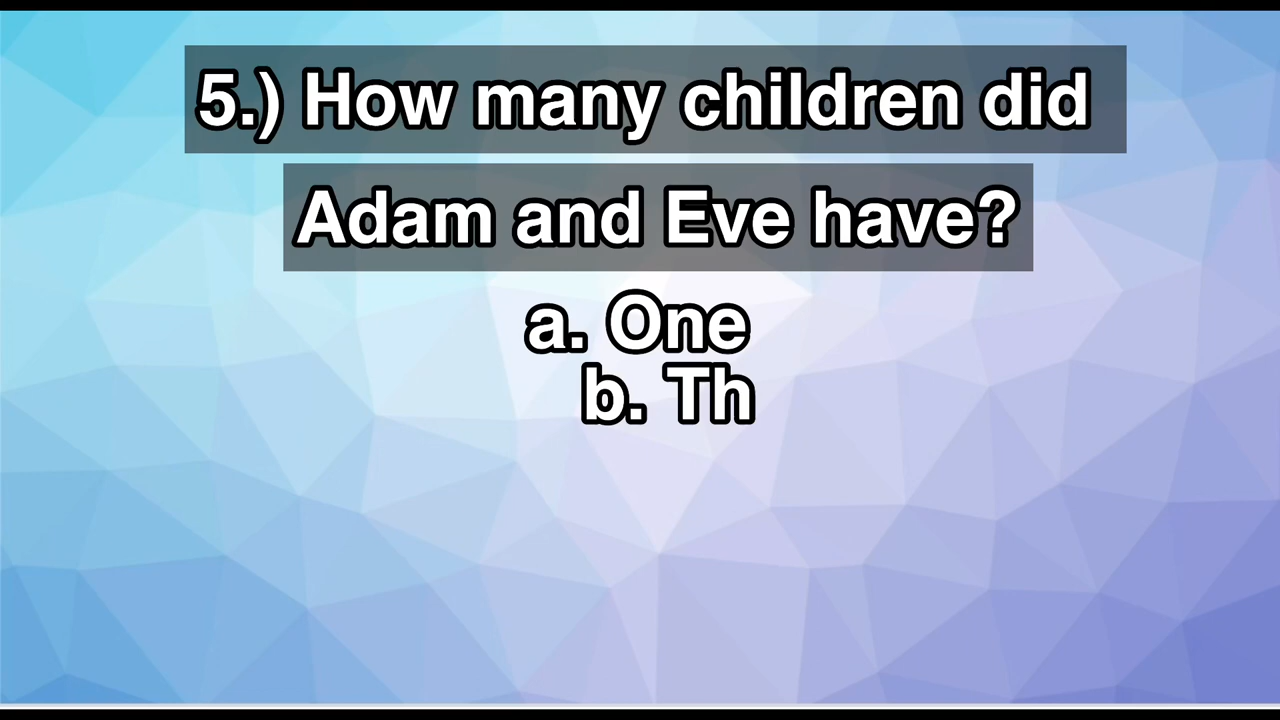 5.) How many children did
Adam and Eve have?
a. One
b. Th